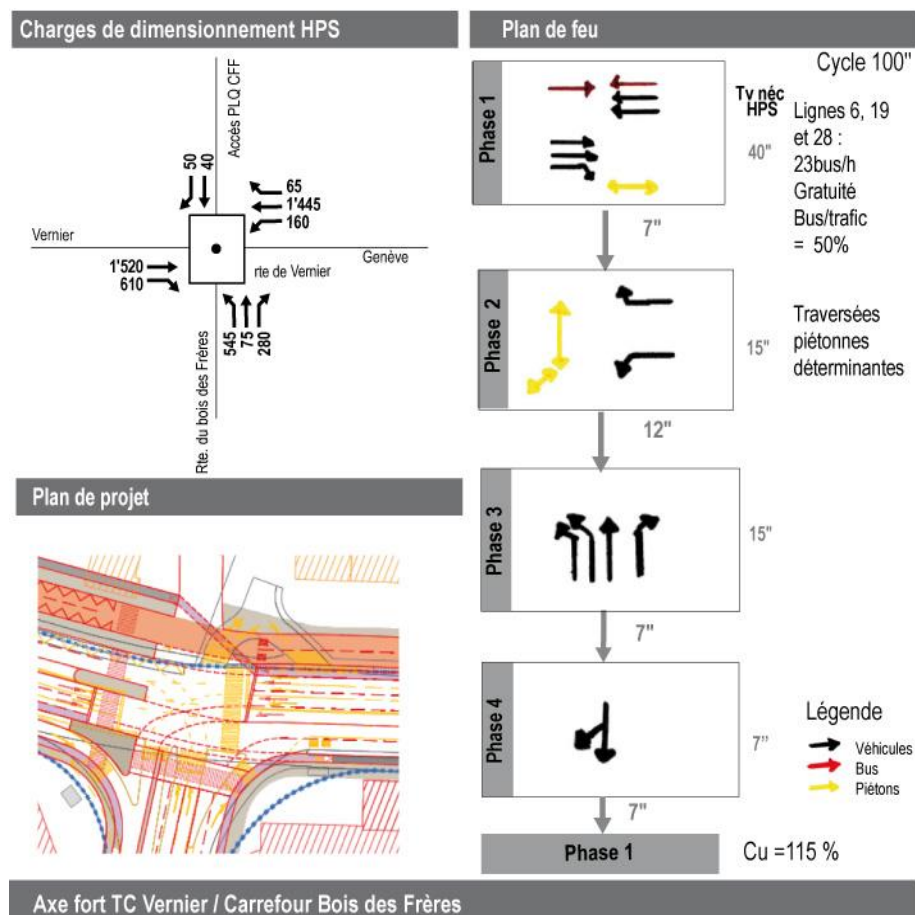 Charges de dimensionnement HPS
Accès PLQ CFF
50
40
65
1'445
160
Vernier
Genève
1'520
610
rte de Vernier
545
75
280
Rte. du bois des Frères
Plan de projet
Plan de feu
Cycle 100"
Phase 1
Tv néc
HPS
40"
Lignes 6, 19
et 28 :
23bus/h
Gratuité
Bus/trafic
= 50%
7"
Phase 2
15"
Traversées
piétonnes
déterminantes
12"
Phase 3
15"
7"
Phase 4
7"
Légende
Véhicules
Bus
Piétons
7"
Phase 1
Cu =115 %
Axe fort TC Vernier / Carrefour Bois des Frères